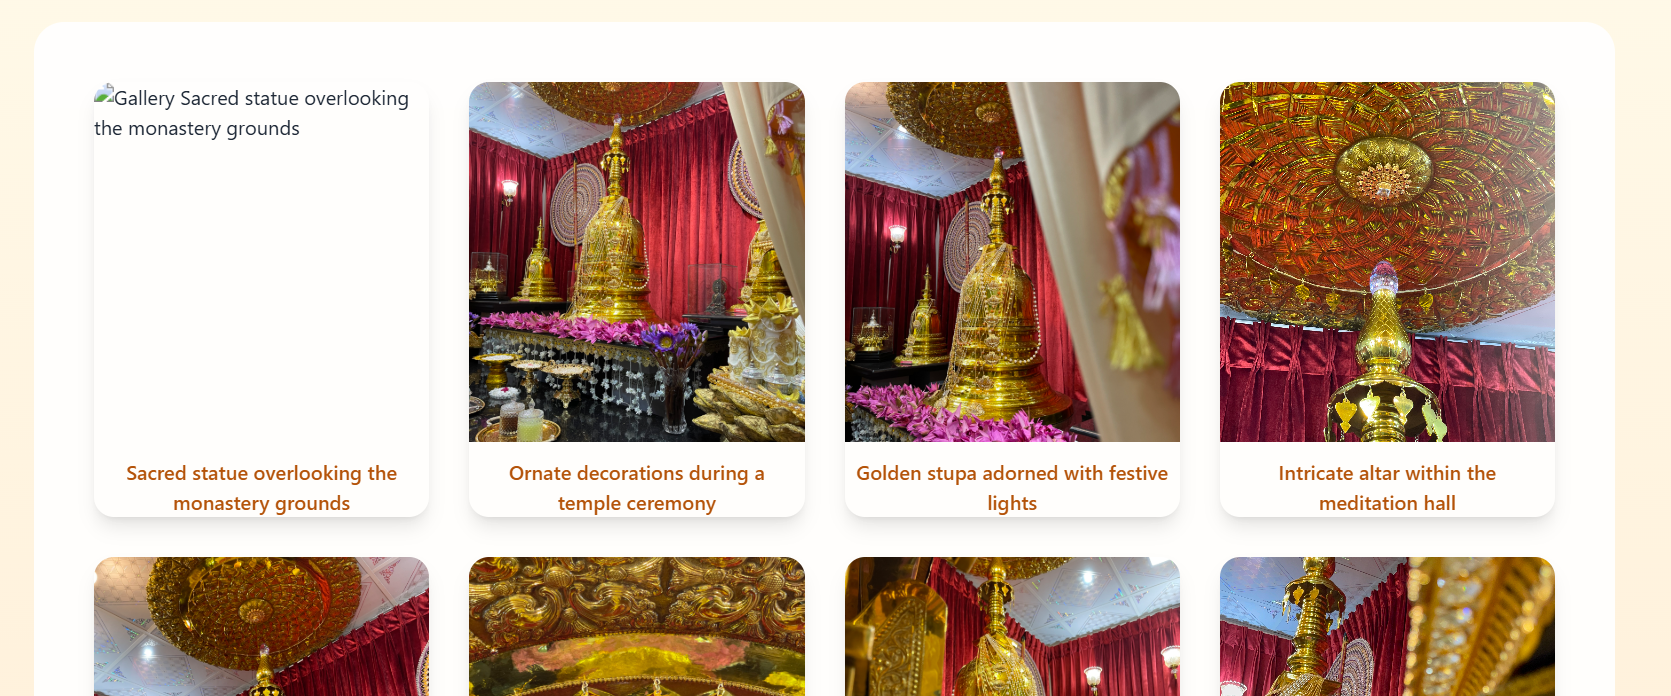 Gallery Sacred statue overlooking
the monastery grounds
Sacred statue overlooking the
monastery grounds
Ornate decorations during a
temple ceremony
Golden stupa adorned with festive
lights
Intricate altar within the
meditation hall